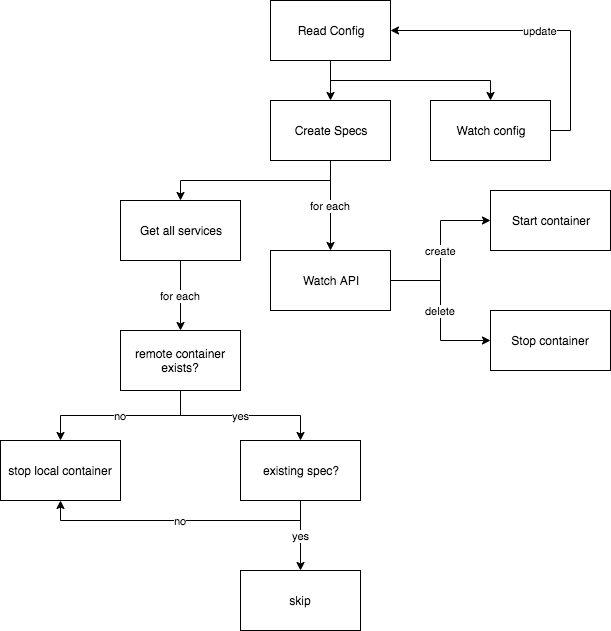 Read Config
update
Create Specs
Watch config
for each
Get all services
Start container
create
Watch API
for each
delete
remote container
exists?
Stop container
no
yes
stop local container
existing spec?
no
yes
skip